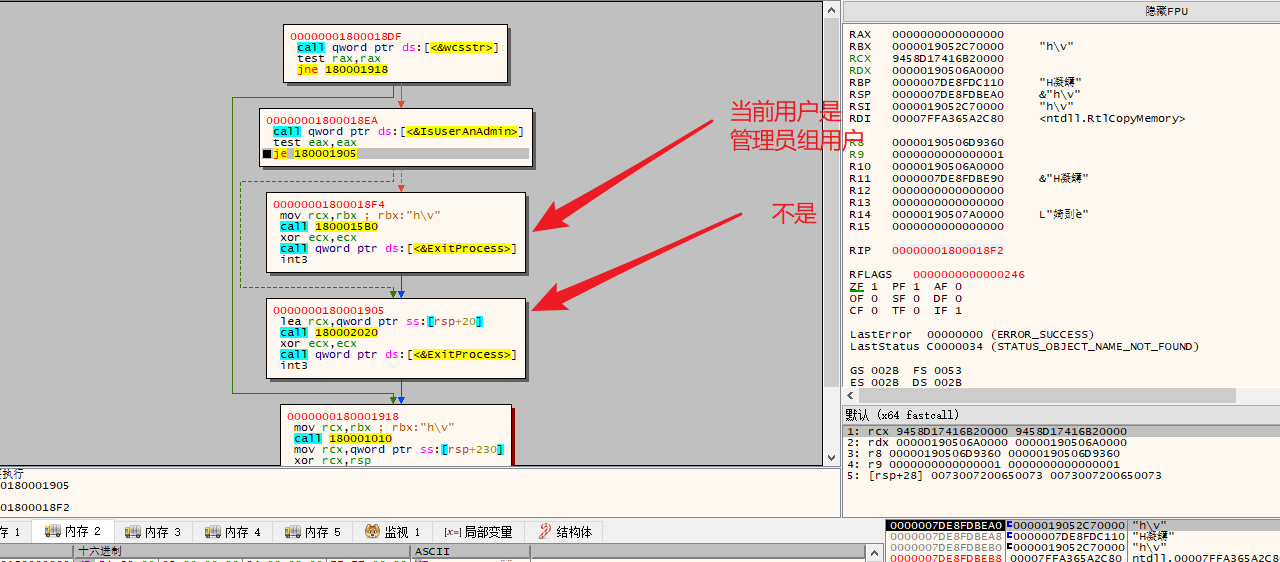 隐藏FPU
00000001800018DF
call qword ptr ds:[<&wcsstr>]
test rax,rax
jne 180001918
00000001800018EA
call qword ptr ds:[<&IsUserAnAdmin>]
test eax,eax
je 180001905
00000001800018F4
mov rcx,rbx ; rbx:"h\v"
call 1800015B0
xor ecx,ecx
call qword ptr ds:[<&ExitProcess>]
int3
0000000180001905
lea rcx,qword ptr ss:[rsp+20]
call 180002020
xor ecx,ecx
call qword ptr ds:[<&ExitProcess>]
int3
0000000180001918
mov rcx,rbx ; rbx:"h\v"
call 180001010
mov rcx,qword ptr ss:[rsp+230]
xor rcx,rsp
当前用户是
管理员组用户
不是
RAX 0000000000000000
RBX 0000019052C70000 "h\v"
RCX 9458D17416B20000
RDX 00000190506A0000
RBP 0000007DE8FDC110
RSP 0000007DE8FDBEA0 &"h\v"
RSI 0000019052C70000 "h\v"
RDI 00007FFA365A2C80 <ntdll.RtlCopyMemory>
R8 00000190506D9360
R9 0000000000000001
R10 00000190506A0000
R11 0000007DE8FDBE90
R12 0000000000000000
R13 0000000000000000
R14 00000190507A0000
R15 0000000000000000
RIP 00000001800018F2
RFLAGS 0000000000000246
ZF 1 PF 1 AF 0
OF 0 SF 0 DF 0
CF 0 TF 0 IF 1
LastError 00000000 (ERROR_SUCCESS)
LastStatus C0000034 (STATUS_OBJECT_NAME_NOT_FOUND)
GS 002B FS 0053
ES 002B DS 002B
默认 (x64 fastcall)
1: rcx 9458D17416B20000 9458D17416B20000
2: rdx 00000190506A0000 00000190506A0000
3: r8 00000190506D9360 00000190506D9360
4: r9 0000000000000001 0000000000000001
5: [rsp+28] 0073007200650073 0073007200650073
执行
0180001905
01800018F2
存 1 内存 2 内存 3 内存 4 内存 5 监视 1 [x=] 局部变量 结构体
十六进制 ASCII
0000007DE8FDBEA0 0000019052C70000 "h\v"
0000007DE8FDBEA8 0000007DE8FDC110
0000007DE8FDBEB0 0000019052C70000 "h\v"
0000007DE8FDBEB8 00007FFA365A2C80 ntdll.00007FFA365A2C8